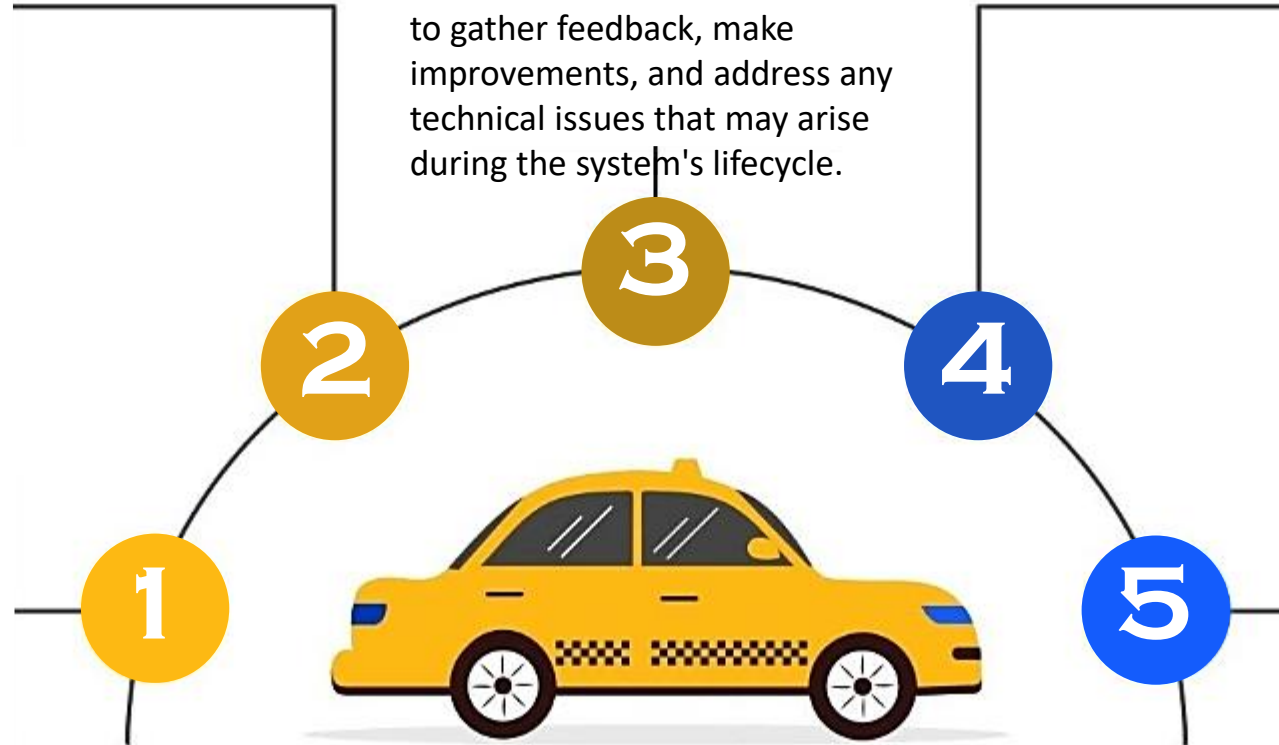 to gather feedback, make
improvements, and address any
technical issues that may arise
during the system's lifecycle.
3
2
4
1
5